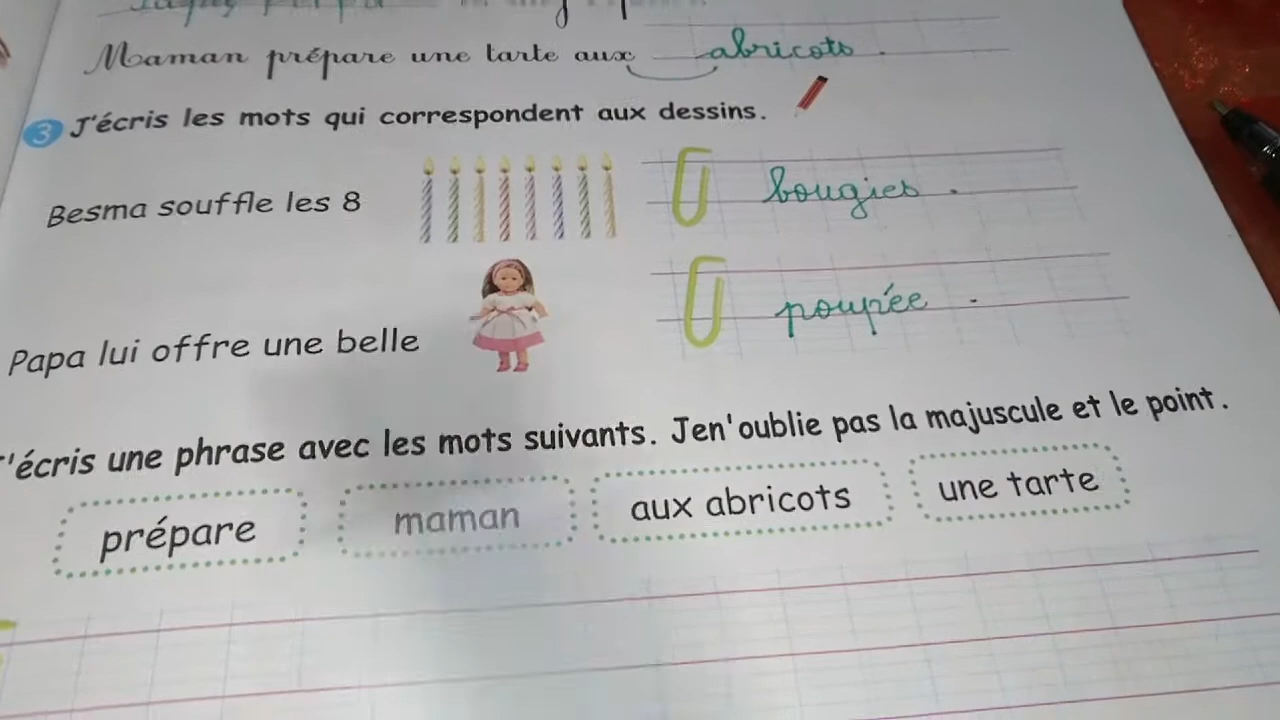 Maman prépare une tarte aux abricots .
3 J'écris les mots qui correspondent aux dessins.
Besma souffle les 8 bougies .
Papa lui offre une belle poupée .
'écris une phrase avec les mots suivants. Jen'oublie pas la majuscule et le point.
prépare maman aux abricots une tarte